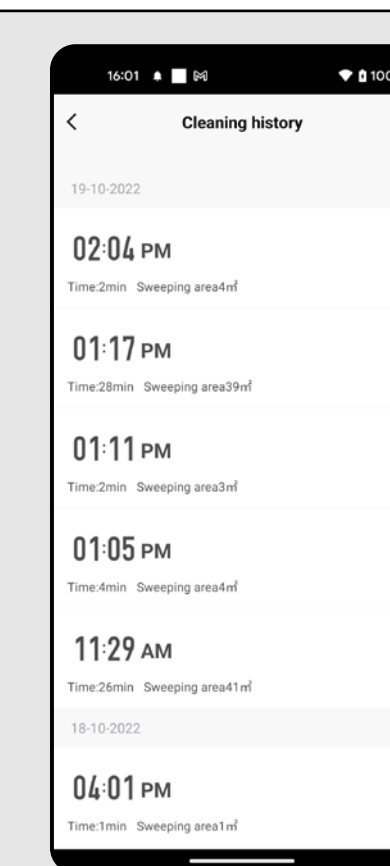 16:01 100
Cleaning history
19-10-2022
02:04 PM
Time:2min Sweeping area4㎡
01:17 PM
Time:28min Sweeping area39㎡
01:11 PM
Time:2min Sweeping area3㎡
01:05 PM
Time:4min Sweeping area4㎡
11:29 AM
Time:26min Sweeping area41㎡
18-10-2022
04:01 PM
Time:1min Sweeping area1㎡